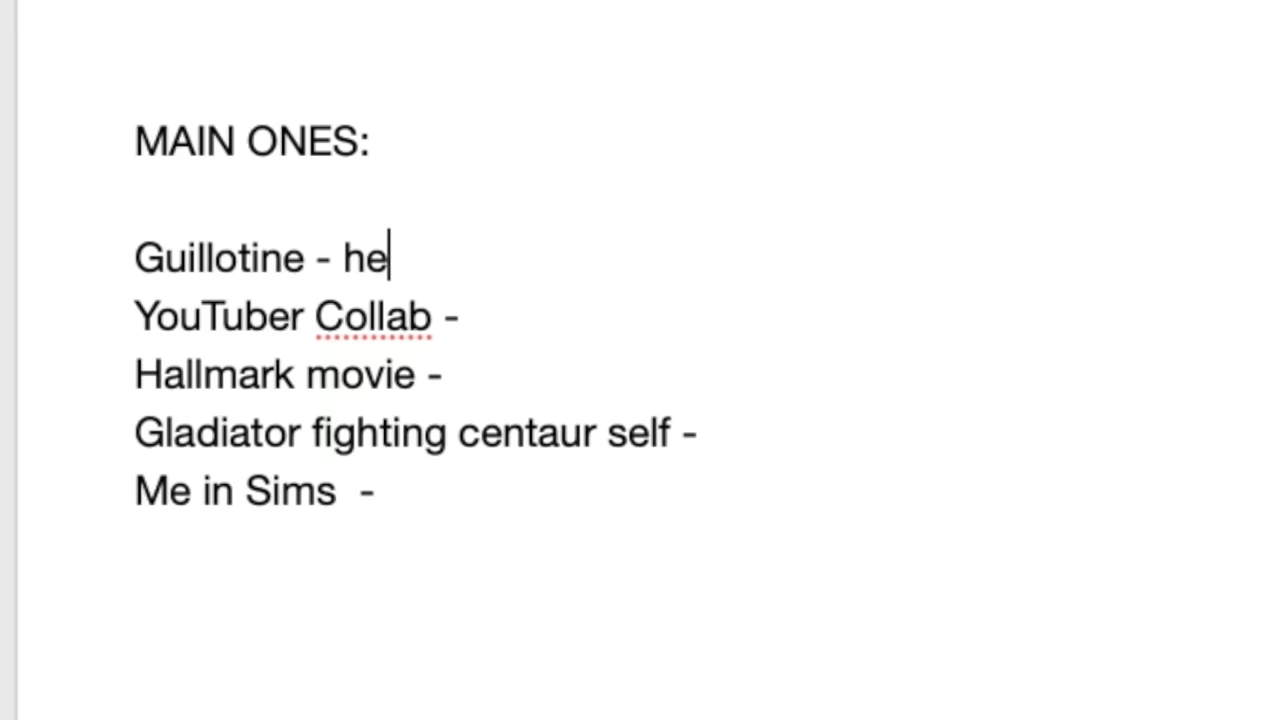 MAIN ONES:
Guillotine - he
YouTuber Collab -
Hallmark movie -
Gladiator fighting centaur self -
Me in Sims  -